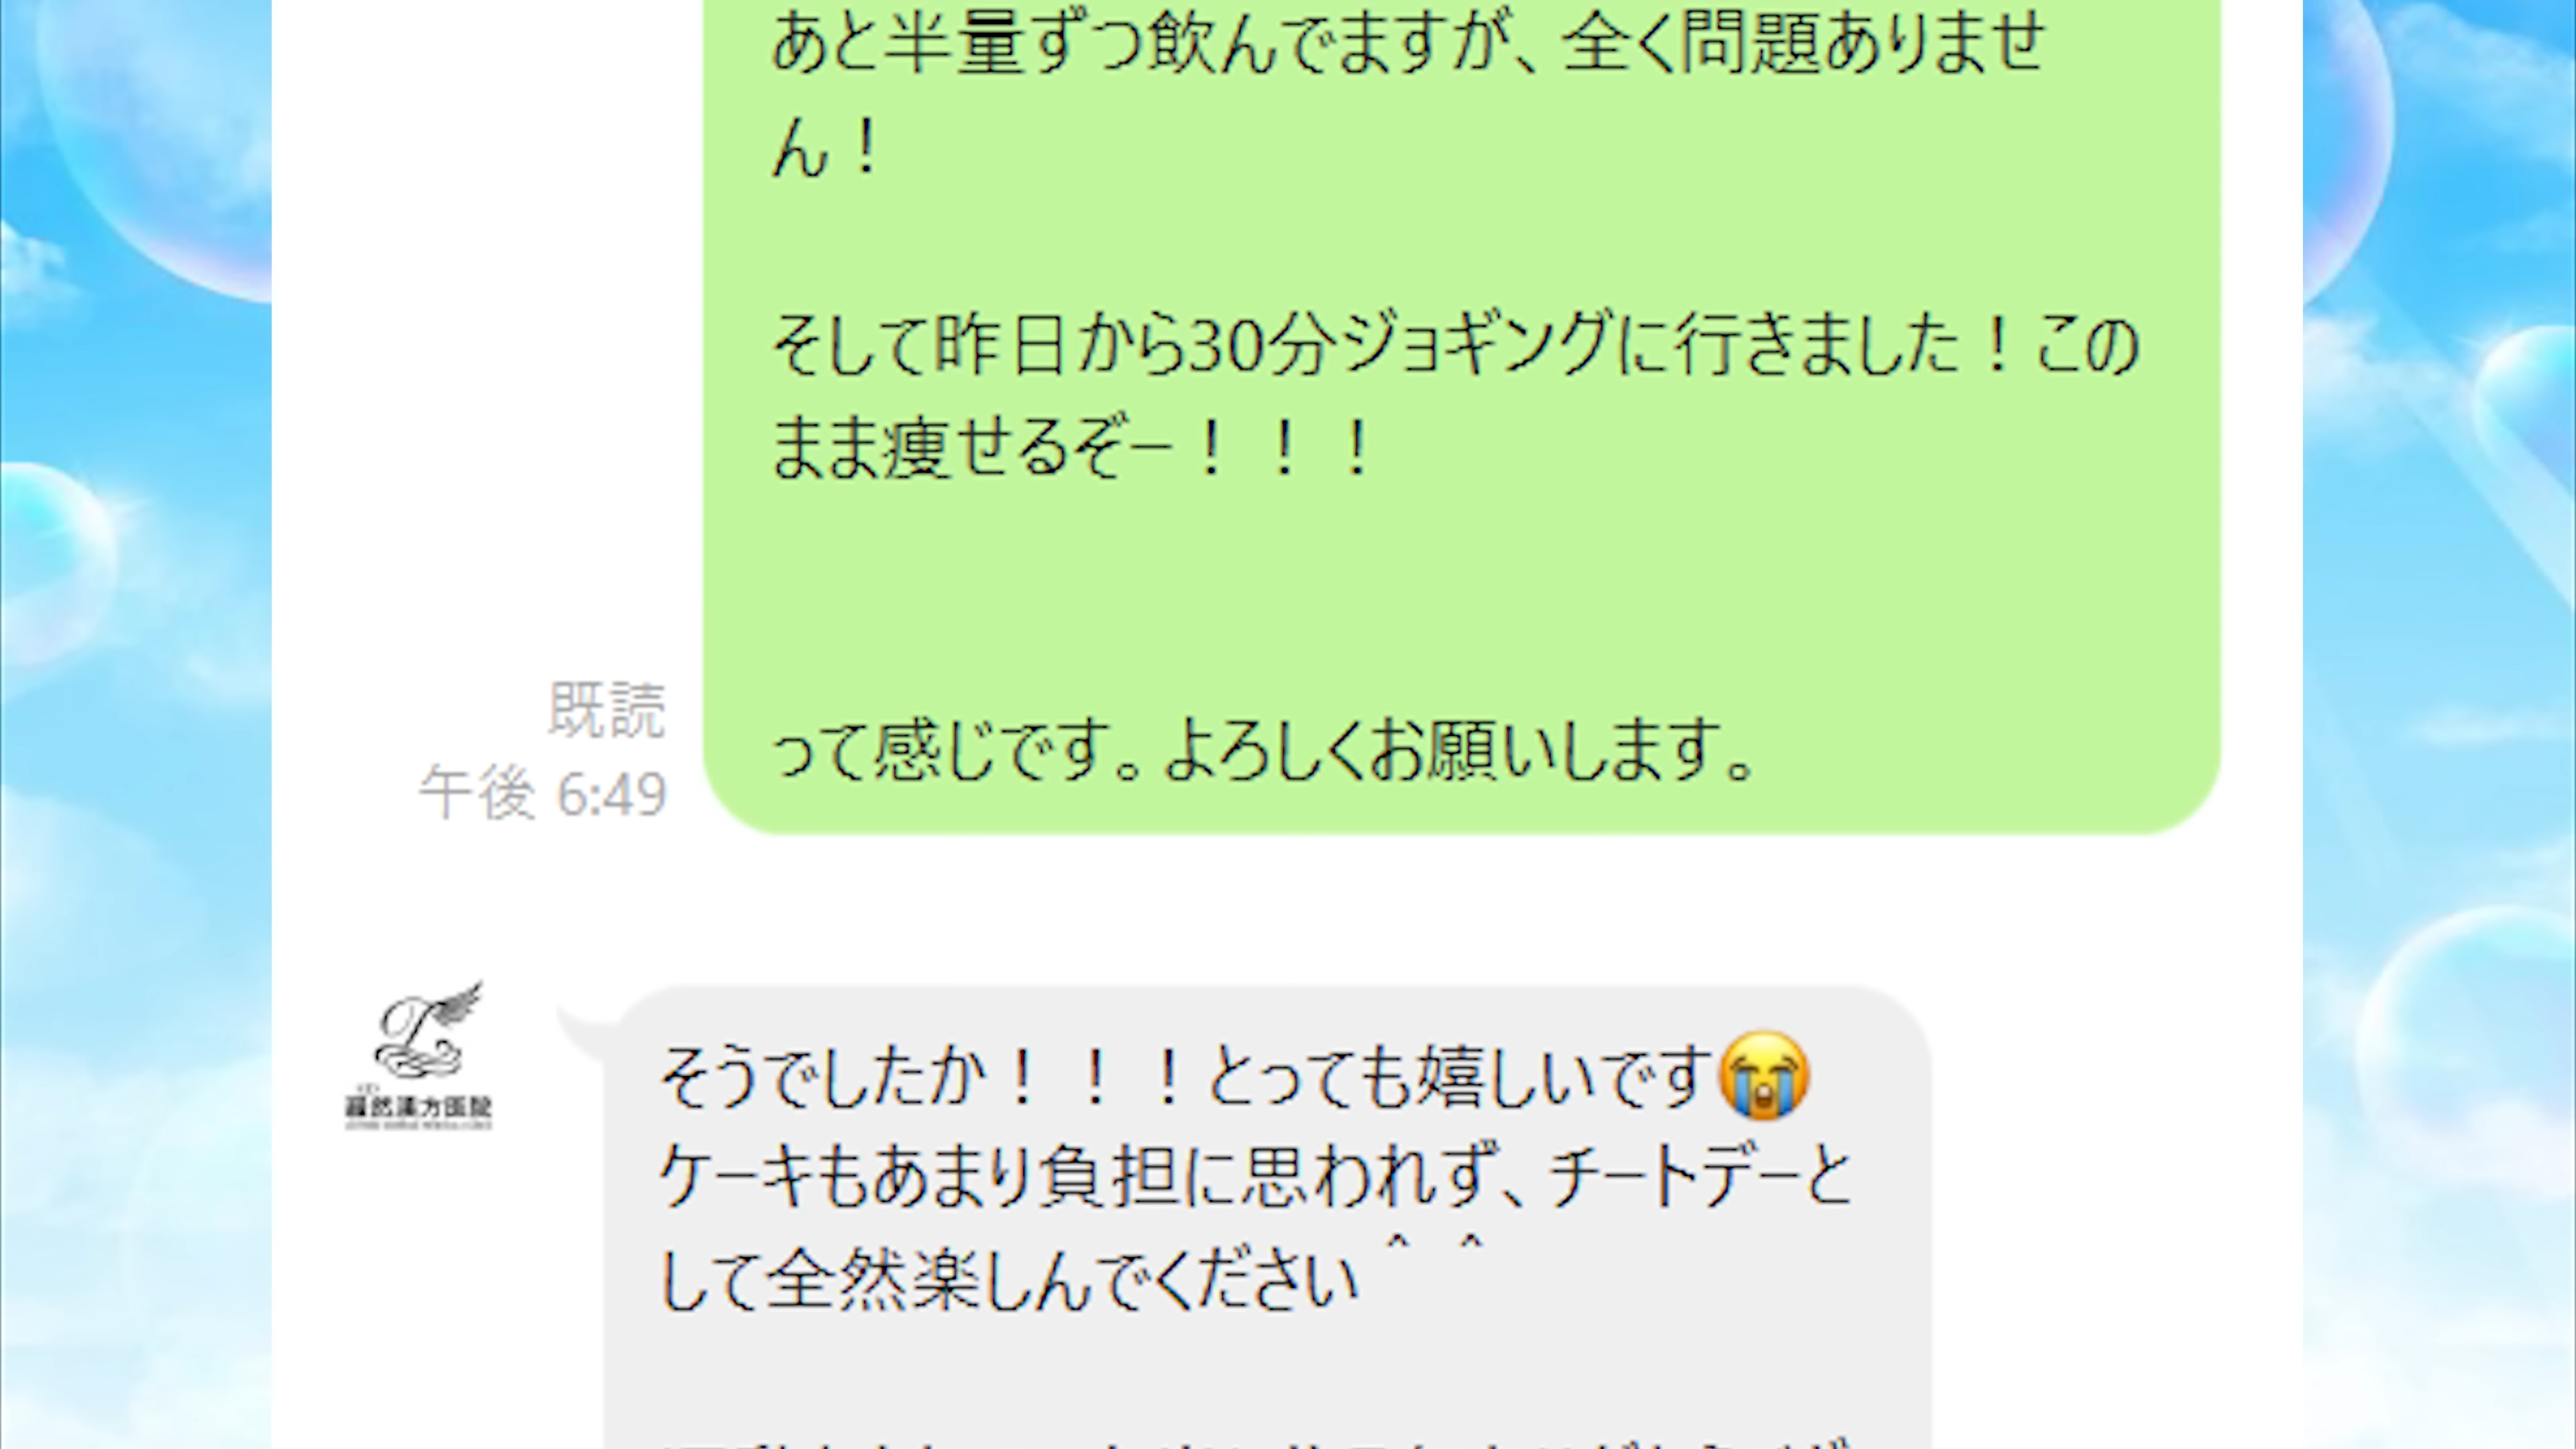 あと半量ずつ飲んでますが、全く問題ありませ
ん！
そして昨日から30分ジョギングに行きました！この
まま痩せるぞー！！！
って感じです。よろしくお願いします。
既読
午後 6:49
然漢方医院
そうでしたか！！！とっても嬉しいです😭
ケーキもあまり負担に思われず、チートデーと
して全然楽しんでください＾＾